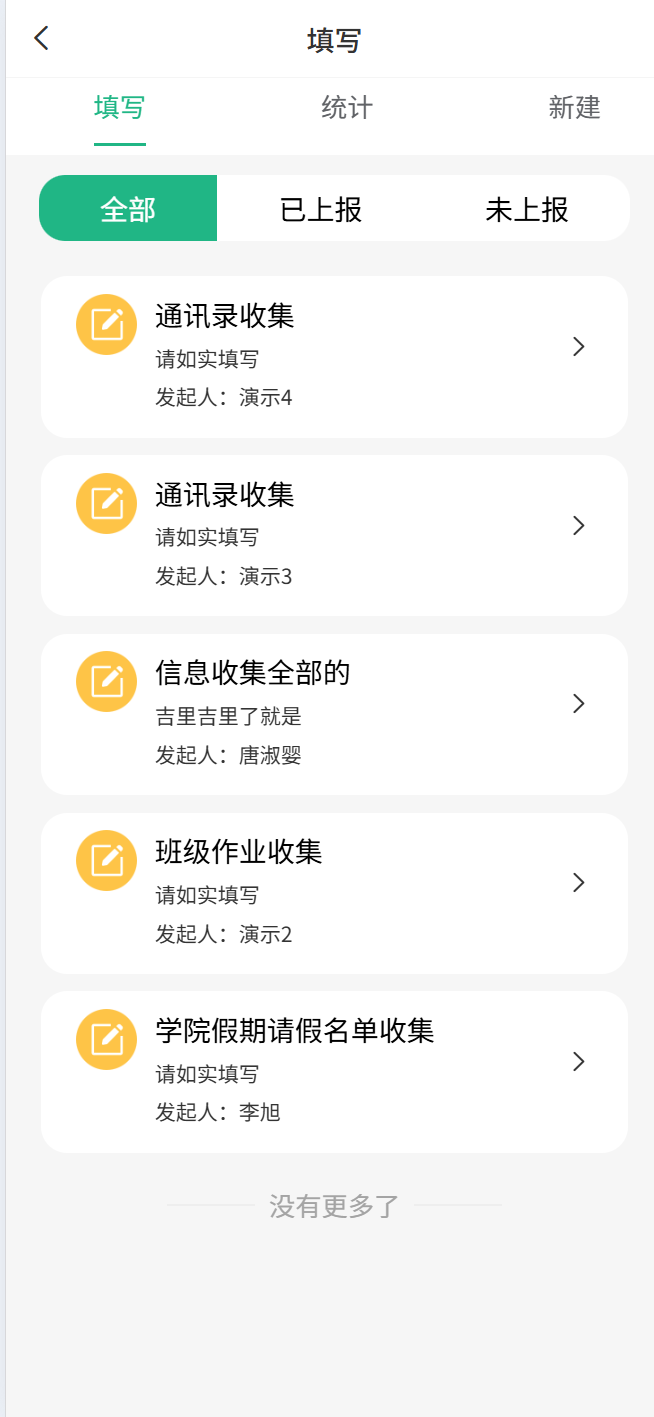 填写
填写 统计 新建
全部 已上报 未上报
通讯录收集
请如实填写
发起人：演示4
通讯录收集
请如实填写
发起人：演示3
信息收集全部的
吉里吉里了就是
发起人：唐淑婴
班级作业收集
请如实填写
发起人：演示2
学院假期请假名单收集
请如实填写
发起人：李旭
没有更多了